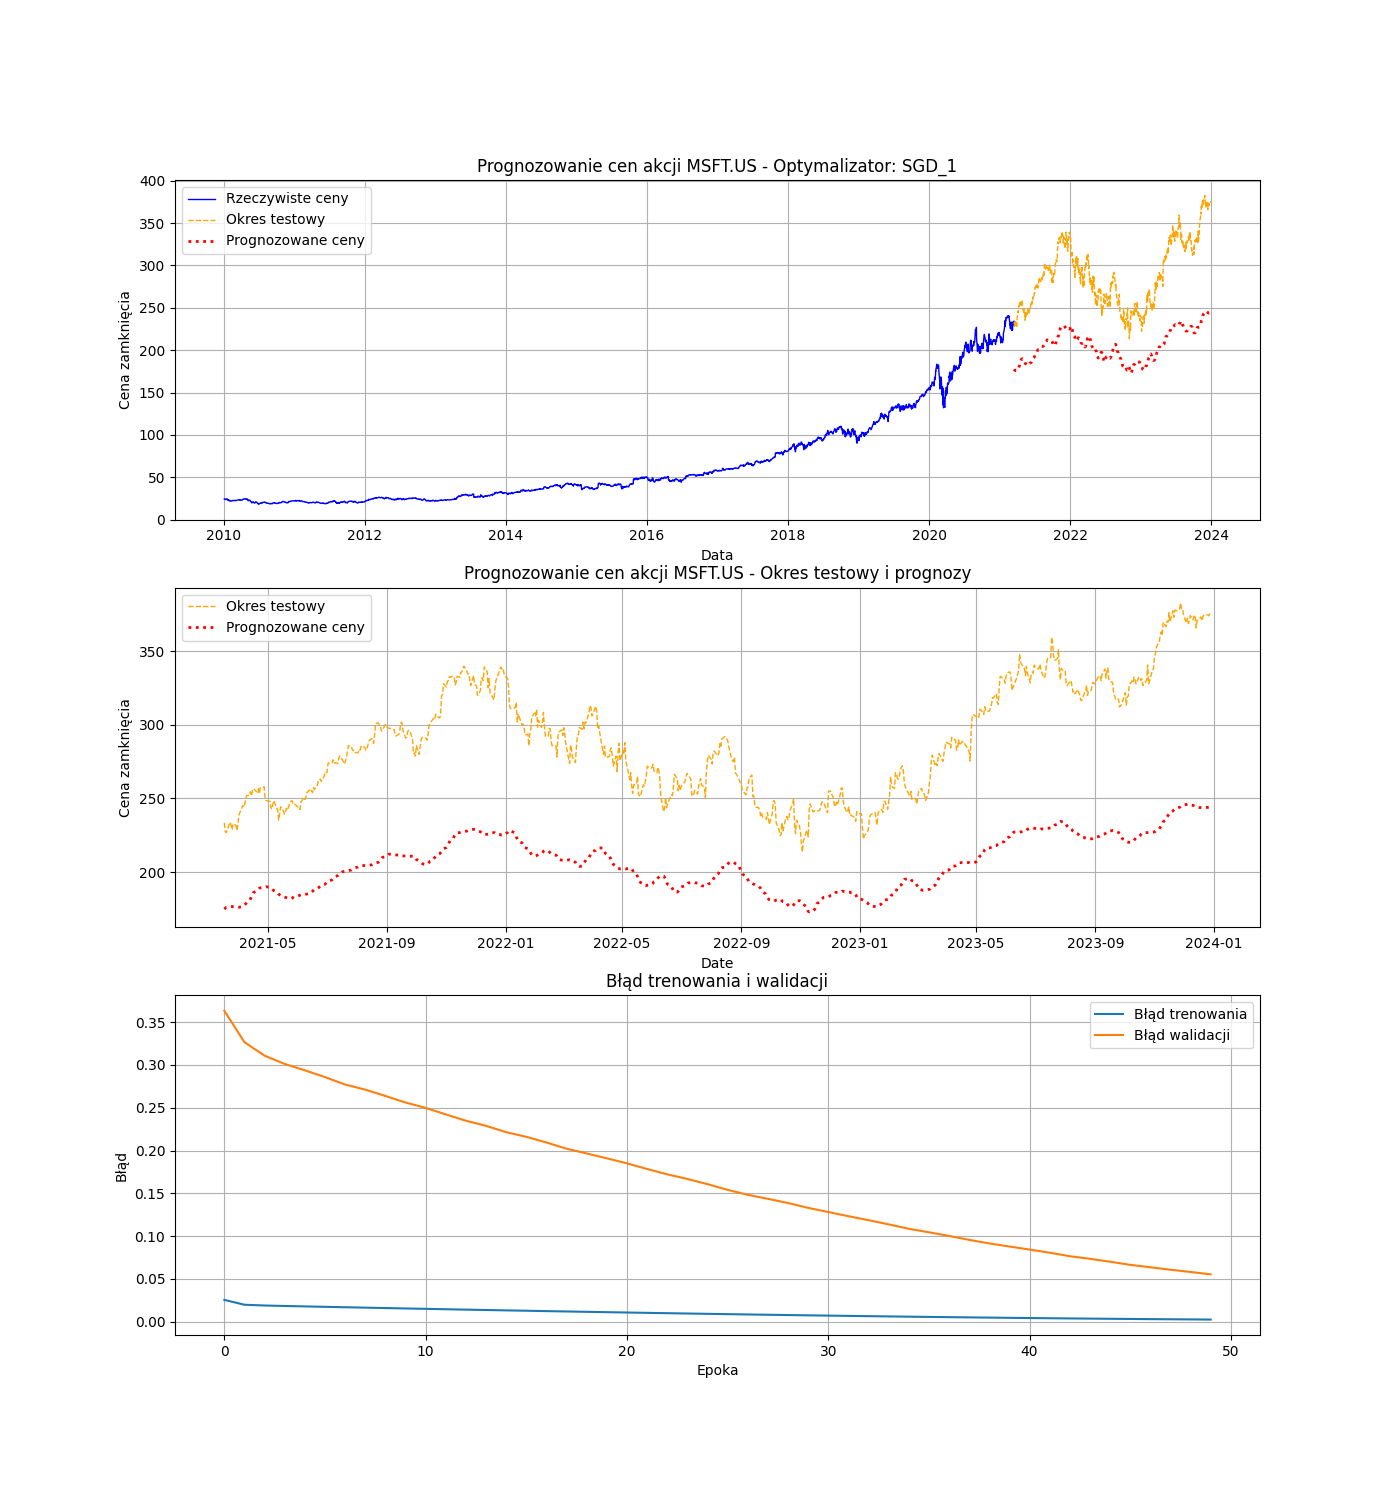 Prognozowanie cen akcji MSFT.US - Optymalizator: SGD_1
400
350
300
250
200
150
100
50
0
Cena zamknięcia
Rzeczywiste ceny
Okres testowy
Prognozowane ceny
2010 2012 2014 2016 2018 2020 2022 2024
Data
Prognozowanie cen akcji MSFT.US - Okres testowy i prognozy
350
300
250
200
Cena zamknięcia
Okres testowy
Prognozowane ceny
2021-05 2021-09 2022-01 2022-05 2022-09 2023-01 2023-05 2023-09 2024-01
Date
Błąd trenowania i walidacji
0.35
0.30
0.25
0.20
0.15
0.10
0.05
0.00
Błąd
Błąd trenowania
Błąd walidacji
0 10 20 30 40 50
Epoka